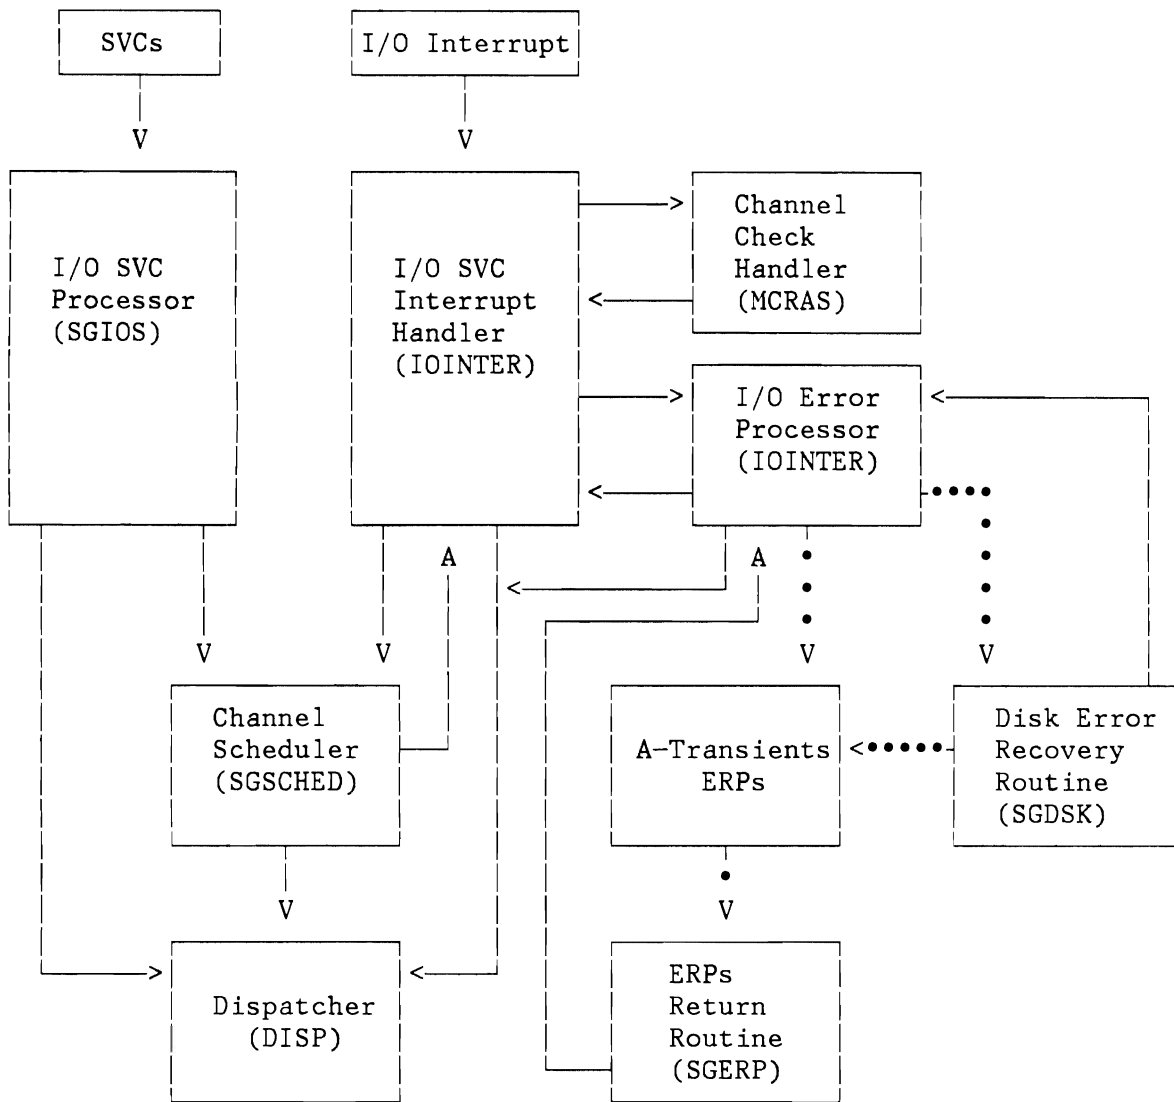 SVCs
I/O Interrupt
I/O SVC
Processor
(SGIOS)
I/O SVC
Interrupt
Handler
(IOINTER)
Channel
Check
Handler
(MCRAS)
I/O Error
Processor
(IOINTER)
Channel
Scheduler
(SGSCHED)
A-Transients
ERPs
Disk Error
Recovery
Routine
(SGDSK)
Dispatcher
(DISP)
ERPs
Return
Routine
(SGERP)